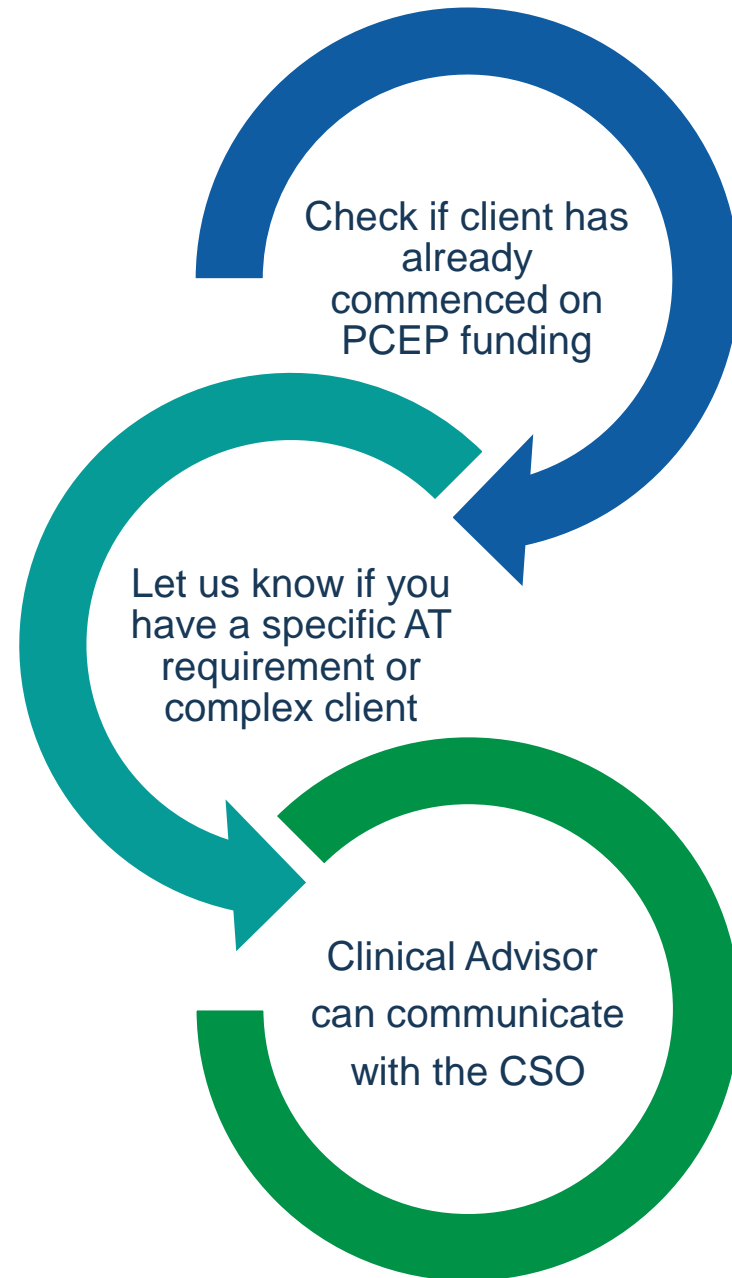 Check if client has
already
commenced on
PCEP funding
Let us know if you
have a specific AT
requirement or
complex client
Clinical Advisor
can communicate
with the CSO